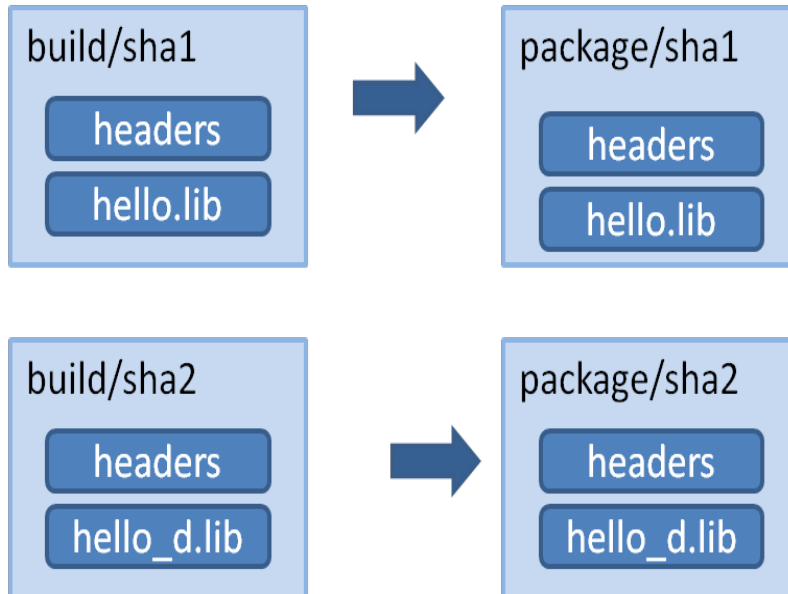 build/sha1
headers
hello.lib
package/sha1
headers
hello.lib
build/sha2
headers
hello_d.lib
package/sha2
headers
hello_d.lib